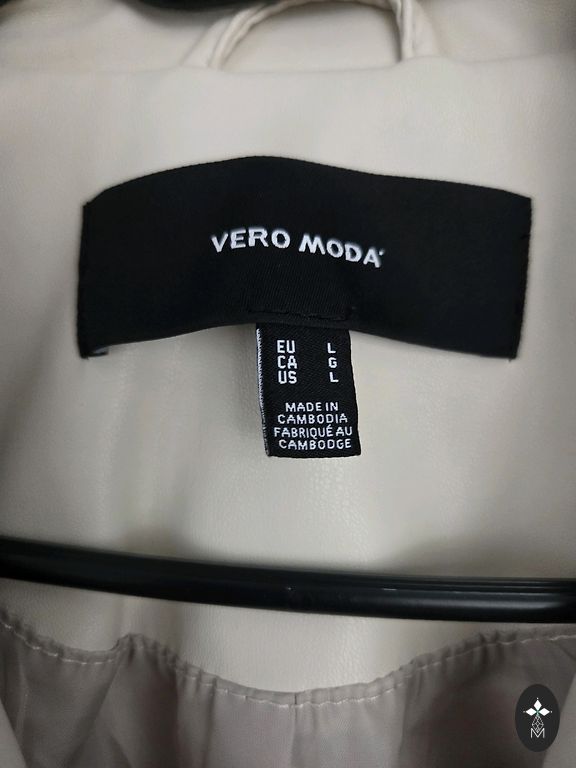 VERO MODA
EU L
CA G
US L
MADE IN
CAMBODIA
FABRIQUÉ AU
CAMBODGE
M